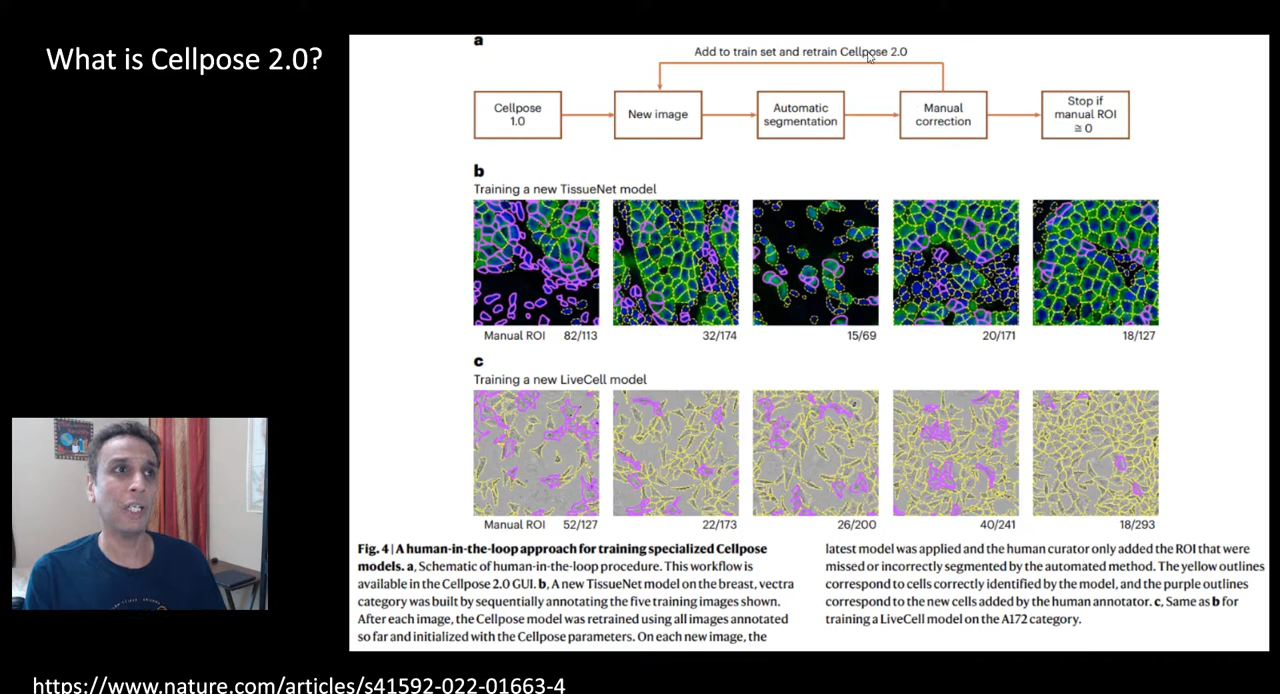 What is Cellpose 2.0?
a
Add to train set and retrain Cellpose 2.0
Cellpose
1.0
New image
Automatic
segmentation
Manual
correction
Stop if
manual ROI
≅ 0
b
Training a new TissueNet model
Manual ROI 82/113 32/174 15/69 20/171 18/127
c
Training a new LiveCell model
Manual ROI 52/127 22/173 26/200 40/241 18/293
Fig. 4 | A human-in-the-loop approach for training specialized Cellpose
models. a, Schematic of human-in-the-loop procedure. This workflow is
available in the Cellpose 2.0 GUI. b, A new TissueNet model on the breast, vectra
category was built by sequentially annotating the five training images shown.
After each image, the Cellpose model was retrained using all images annotated
so far and initialized with the Cellpose parameters. On each new image, the
latest model was applied and the human curator only added the ROI that were
missed or incorrectly segmented by the automated method. The yellow outlines
correspond to cells correctly identified by the model, and the purple outlines
correspond to the new cells added by the human annotator. c, Same as b for
training a LiveCell model on the A172 category.
https://www.nature.com/articles/s41592-022-01663-4